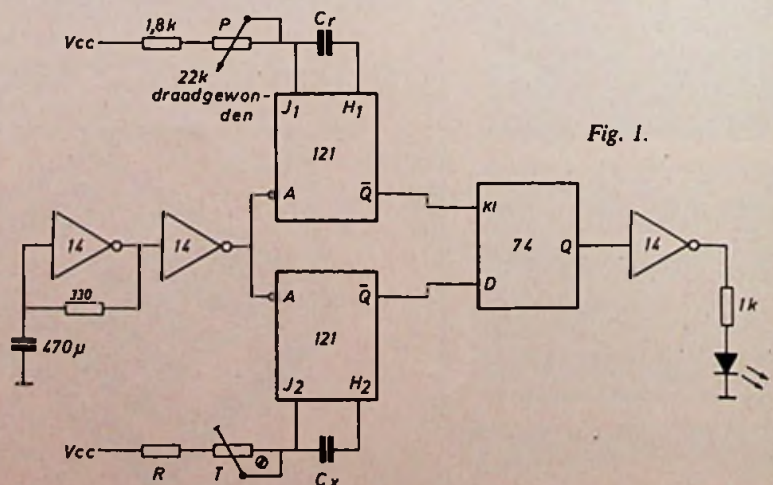 Vcc 1,8k P Cr
22k
draadgewon-
den
J1 H1
121
A Q̅
Fig. 1.
14 14
330
470µ
Kl
74 Q
D
14
1k
A Q̅
121
J2 H2
Vcc R T Cx